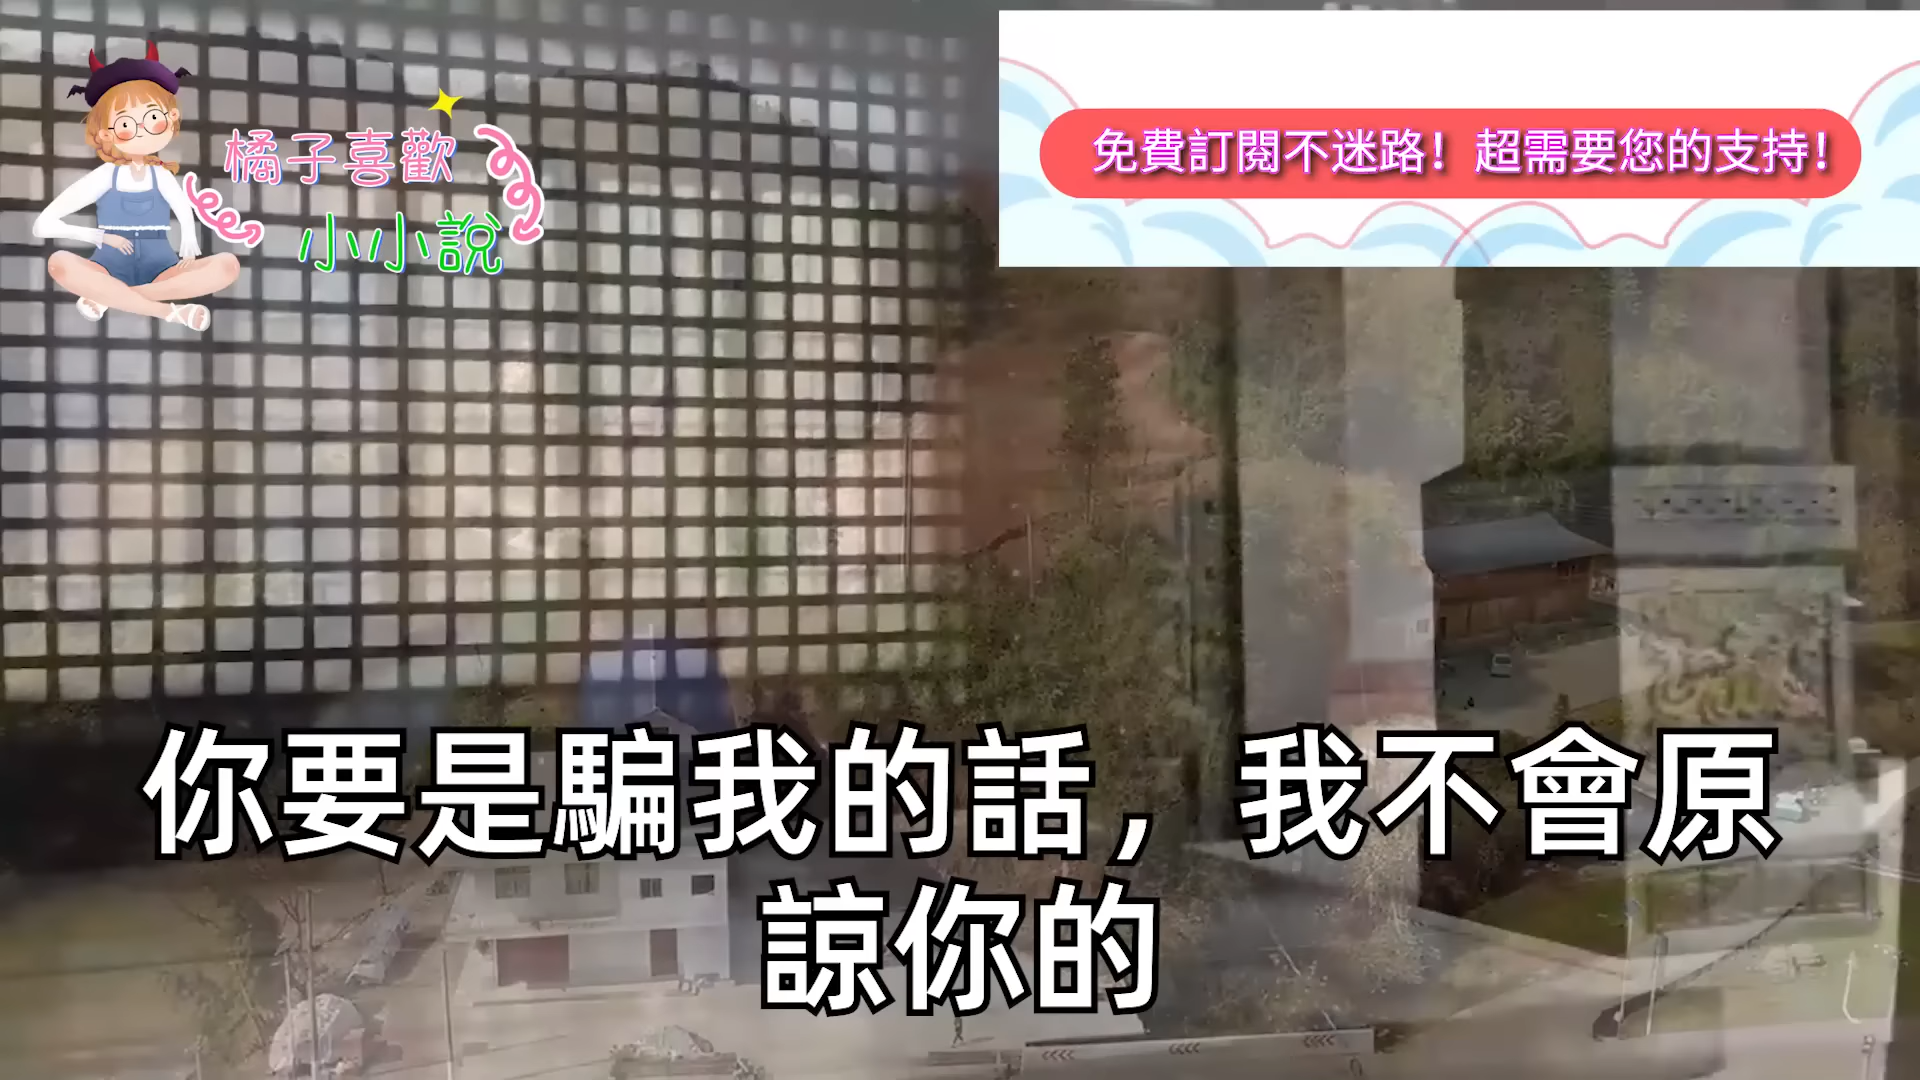 橘子喜歡
小小說
免費訂閱不迷路！超需要您的支持！
你要是騙我的話，我不會原
諒你的